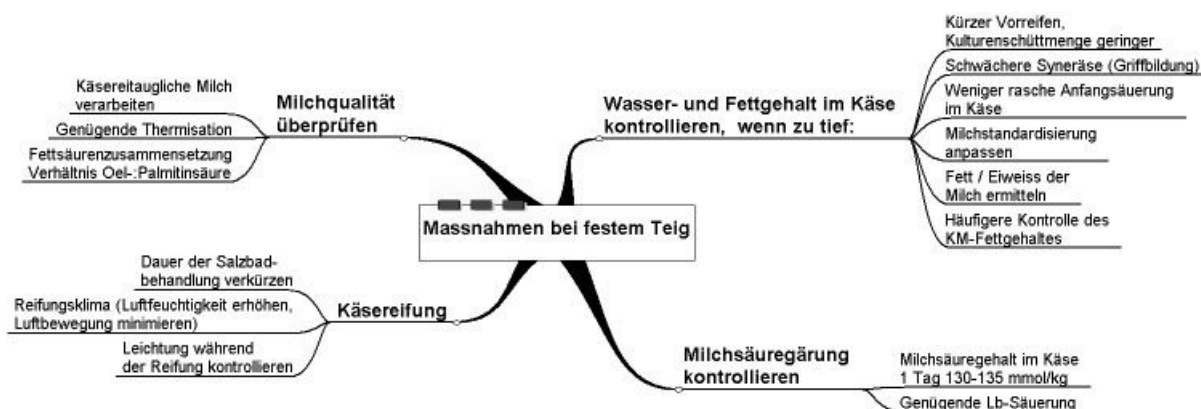 Massnahmen bei festem Teig
Milchqualität
überprüfen
Käsereitaugliche Milch
verarbeiten
Genügende Thermisation
Fettsäurenzusammensetzung
Verhältnis Oel-:Palmitinsäure
Wasser- und Fettgehalt im Käse
kontrollieren, wenn zu tief:
Kürzer Vorreifen,
Kulturenschüttmenge geringer
Schwächere Syneräse (Griffbildung)
Weniger rasche Anfangsäuerung
im Käse
Milchstandardisierung
anpassen
Fett / Eiweiss der
Milch ermitteln
Häufigere Kontrolle des
KM-Fettgehaltes
Käsereifung
Dauer der Salzbad-
behandlung verkürzen
Reifungsklima (Luftfeuchtigkeit erhöhen,
Luftbewegung minimieren)
Leichtung während
der Reifung kontrollieren
Milchsäuregärung
kontrollieren
Milchsäuregehalt im Käse
1 Tag 130-135 mmol/kg
Genügende Lb-Säuerung